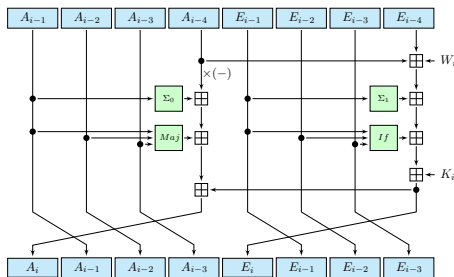 A_{i-1} A_{i-2} A_{i-3} A_{i-4} E_{i-1} E_{i-2} E_{i-3} E_{i-4}
W_i
×(−)
Σ_0 Σ_1
Maj If
K_i
A_i A_{i-1} A_{i-2} A_{i-3} E_i E_{i-1} E_{i-2} E_{i-3}